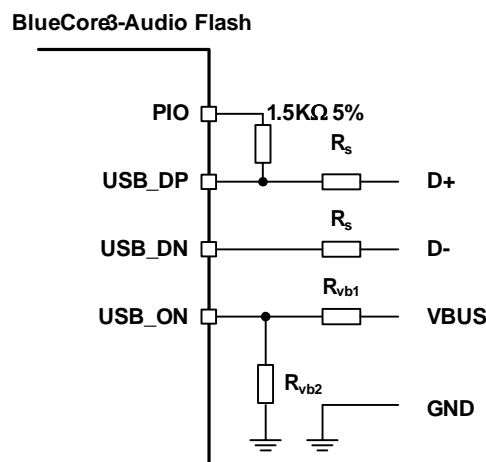 BlueCore3-Audio Flash
PIO
1.5KΩ 5%
Rs
USB_DP
D+
Rs
USB_DN
D-
Rvb1
USB_ON
VBUS
Rvb2
GND